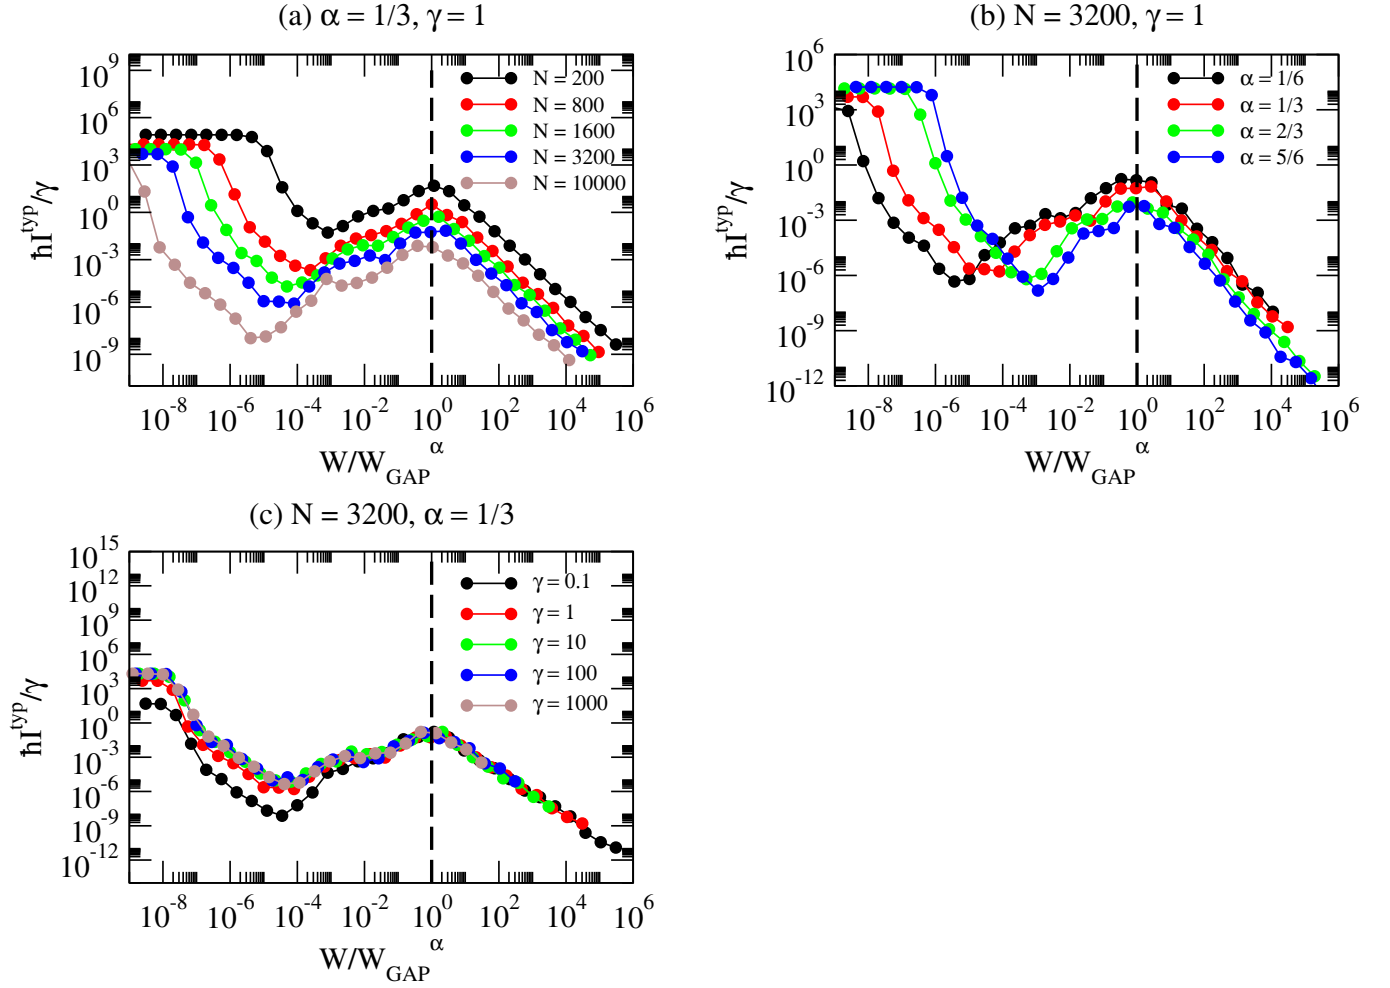 (a) α = 1/3, γ = 1
ħI^typ/γ
10^9
10^6
10^3
10^0
10^-3
10^-6
10^-9
N = 200
N = 800
N = 1600
N = 3200
N = 10000
10^-8 10^-6 10^-4 10^-2 10^0 10^2 10^4 10^6
W/W_GAP^α
(b) N = 3200, γ = 1
ħI^typ/γ
10^6
10^3
10^0
10^-3
10^-6
10^-9
10^-12
α = 1/6
α = 1/3
α = 2/3
α = 5/6
10^-8 10^-6 10^-4 10^-2 10^0 10^2 10^4 10^6
W/W_GAP^α
(c) N = 3200, α = 1/3
ħI^typ/γ
10^15
10^12
10^9
10^6
10^3
10^0
10^-3
10^-6
10^-9
10^-12
γ = 0.1
γ = 1
γ = 10
γ = 100
γ = 1000
10^-8 10^-6 10^-4 10^-2 10^0 10^2 10^4 10^6
W/W_GAP^α